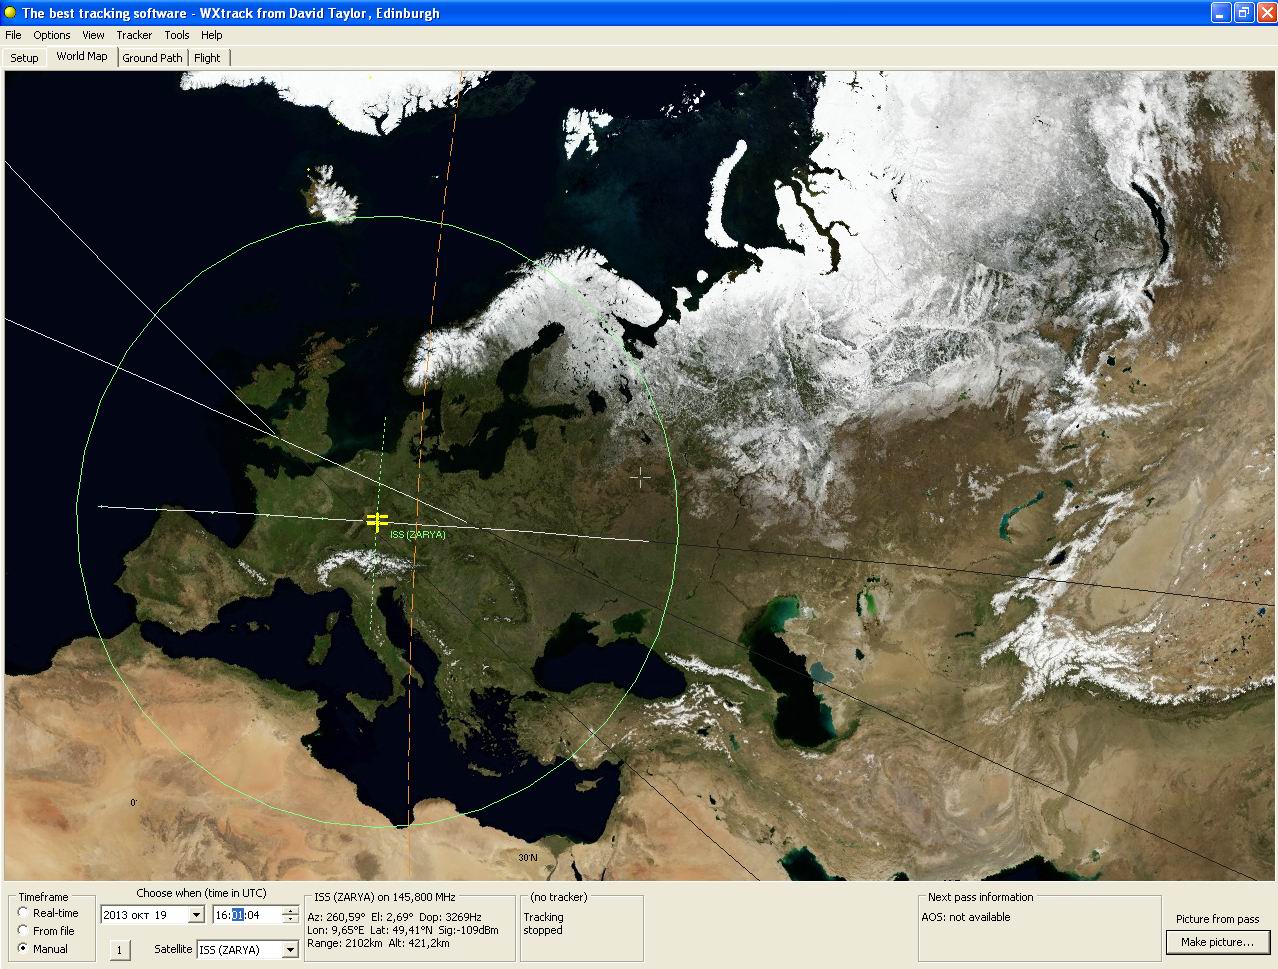 The best tracking software - WXtrack from David Taylor, Edinburgh
File Options View Tracker Tools Help
Setup World Map Ground Path Flight
ISS (ZARYA)
0'
30'N
Timeframe
Real-time
From file
Manual
Choose when (time in UTC)
2013 окт 19 16:01:04
1 Satellite ISS (ZARYA)
ISS (ZARYA) on 145,800 MHz
Az: 260,59° El: 2,69° Dop: 3269Hz
Lon: 9,65°E Lat: 49,41°N Sig:-109dBm
Range: 2102km Alt: 421,2km
(no tracker)
Tracking
stopped
Next pass information
AOS: not available
Picture from pass
Make picture...